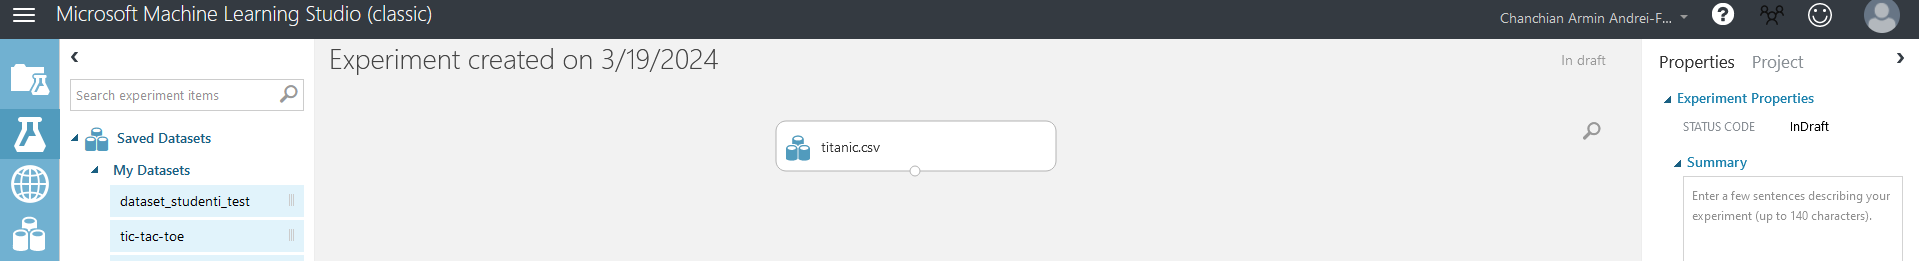 Microsoft Machine Learning Studio (classic)
Chanchian Armin Andrei-F...
?
Experiment created on 3/19/2024
In draft
Search experiment items
Saved Datasets
My Datasets
dataset_studenti_test
tic-tac-toe
titanic.csv
Properties Project
Experiment Properties
STATUS CODE InDraft
Summary
Enter a few sentences describing your
experiment (up to 140 characters).